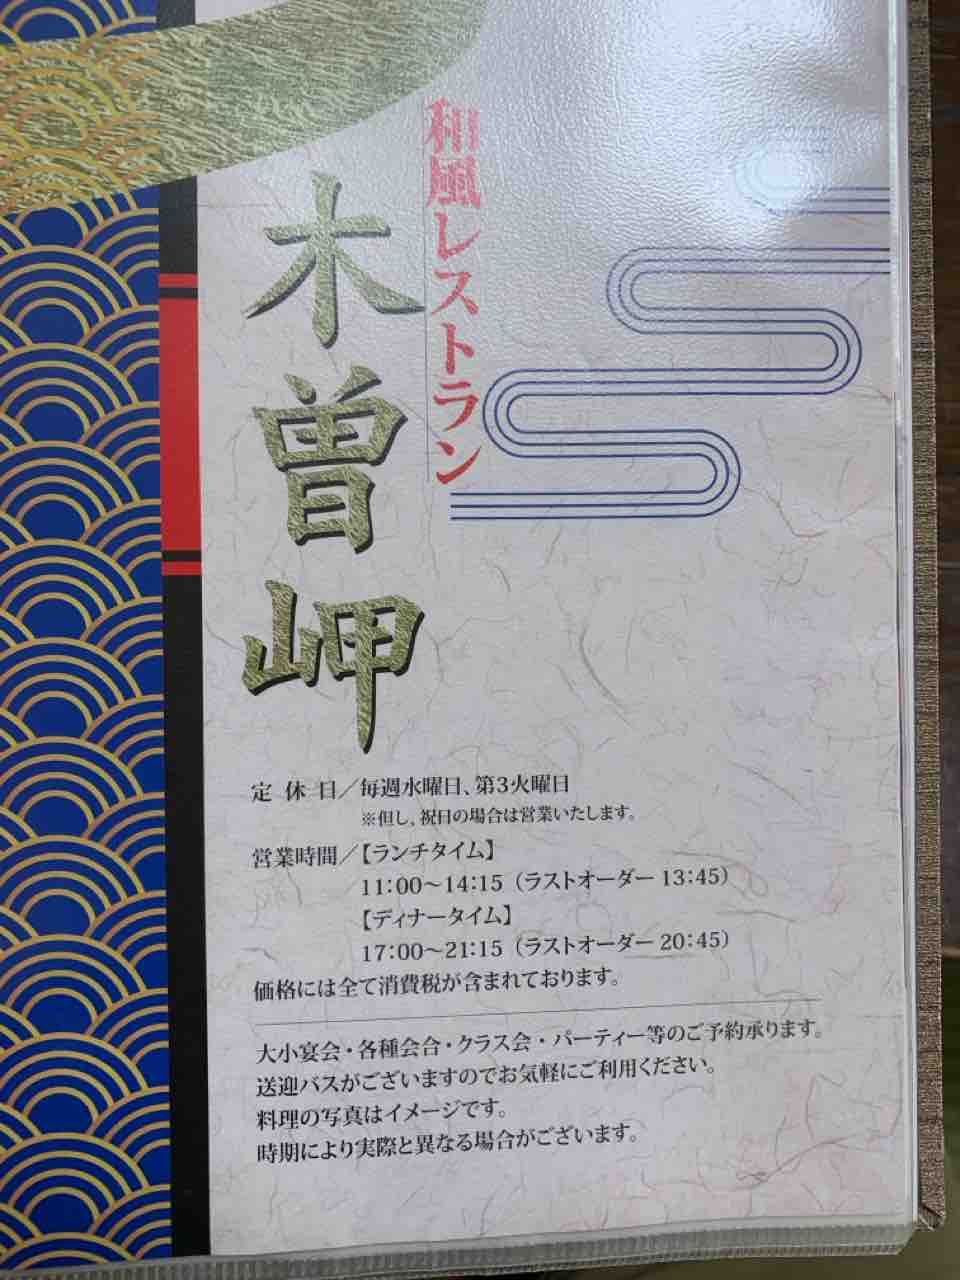 和風レストラン
木曽岬
定休日／毎週水曜日、第3火曜日
※但し、祝日の場合は営業いたします。
営業時間／【ランチタイム】
11：00〜14：15（ラストオーダー 13：45）
【ディナータイム】
17：00〜21：15（ラストオーダー 20：45）
価格には全て消費税が含まれております。
大小宴会・各種会合・クラス会・パーティー等のご予約承ります。
送迎バスがございますのでお気軽にご利用ください。
料理の写真はイメージです。
時期により実際と異なる場合がございます。